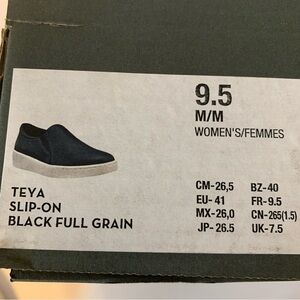 9.5
M/M
WOMEN'S/FEMMES
TEYA
SLIP-ON
BLACK FULL GRAIN
CM-26,5 BZ-40
EU- 41 FR-9.5
MX-26,0 CN-265(1.5)
JP- 26.5 UK-7.5